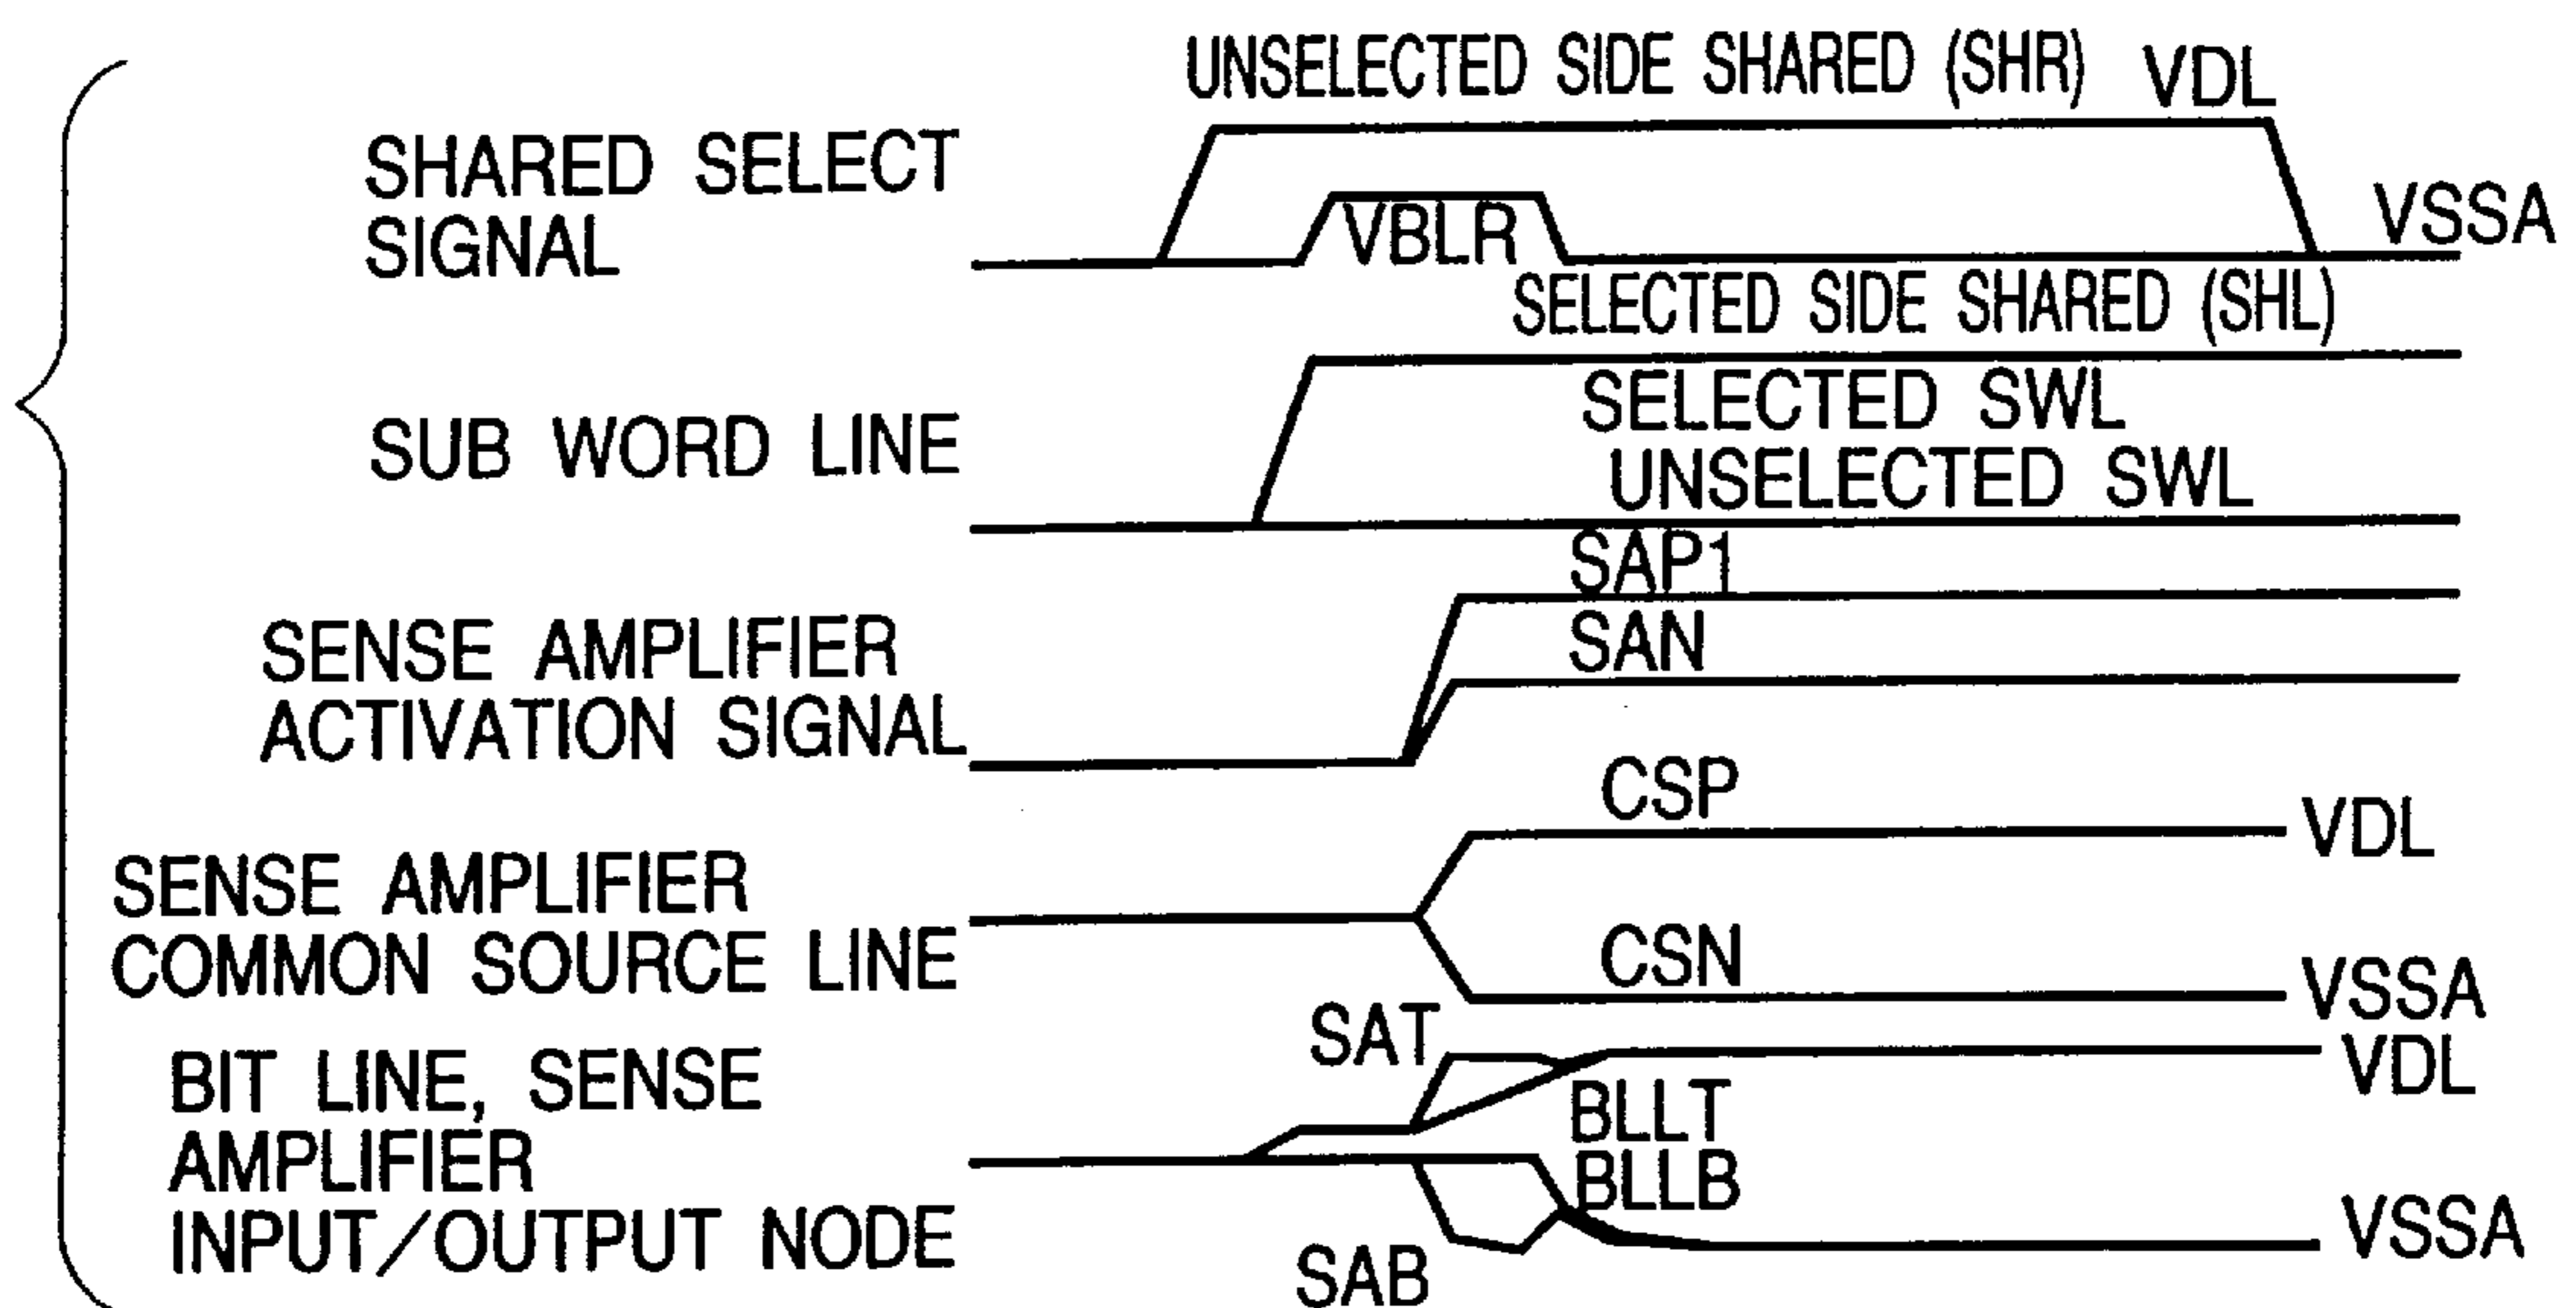 UNSELECTED SIDE SHARED (SHR) VDL
SHARED SELECT
SIGNAL
VBLR
VSSA
SELECTED SIDE SHARED (SHL)
SUB WORD LINE
SELECTED SWL
UNSELECTED SWL
SAP1
SENSE AMPLIFIER
ACTIVATION SIGNAL
SAN
CSP
VDL
SENSE AMPLIFIER
COMMON SOURCE LINE
CSN
VSSA
SAT
VDL
BIT LINE, SENSE
AMPLIFIER
INPUT/OUTPUT NODE
BLLT
BLLB
VSSA
SAB